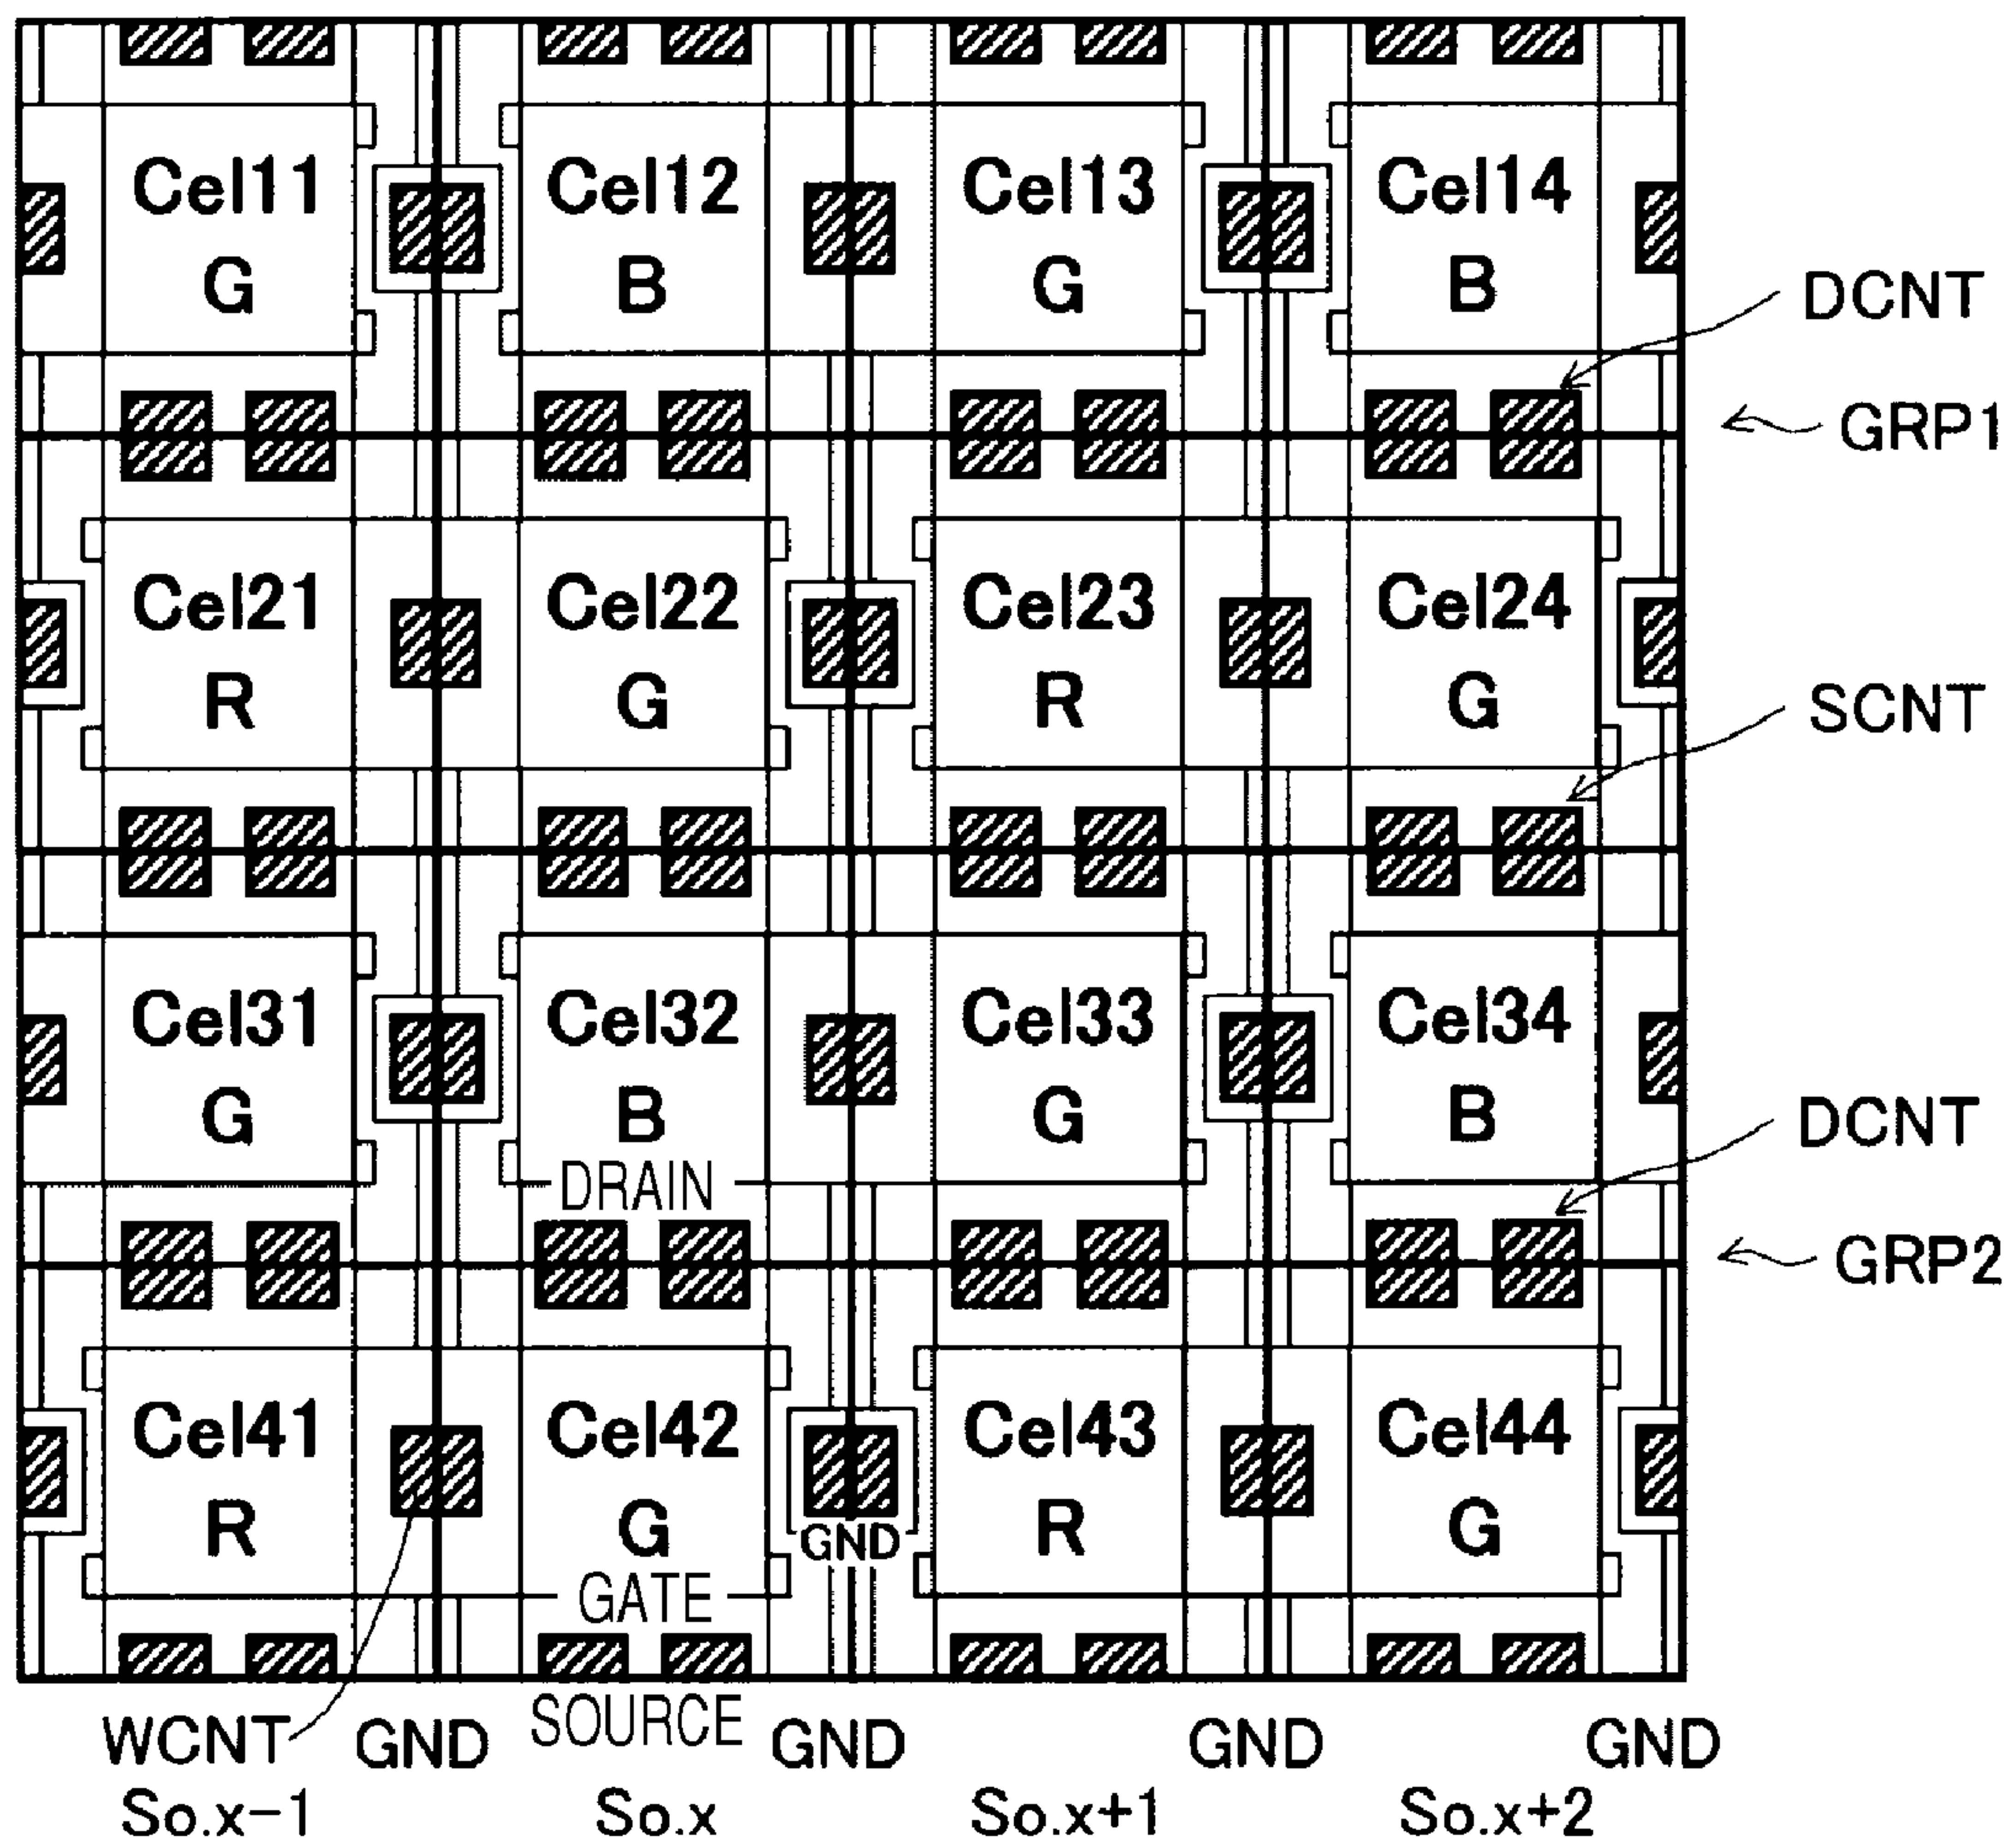 Cel11 Cel12 Cel13 Cel14
G B G B
DCNT
GRP1
Cel21 Cel22 Cel23 Cel24
R G R G
SCNT
Cel31 Cel32 Cel33 Cel34
G B G B
DCNT
DRAIN
GRP2
Cel41 Cel42 Cel43 Cel44
R G R G
GND
GATE
WCNT GND SOURCE GND GND GND
So.x-1 So.x So.x+1 So.x+2